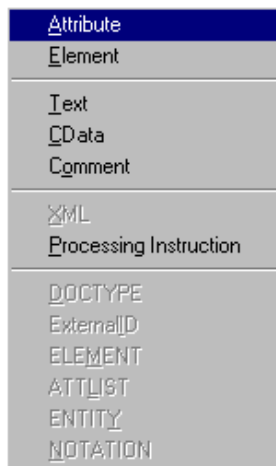 Attribute
Element
Text
CData
Comment
XML
Processing Instruction
DOCTYPE
ExternalID
ELEMENT
ATTLIST
ENTITY
NOTATION